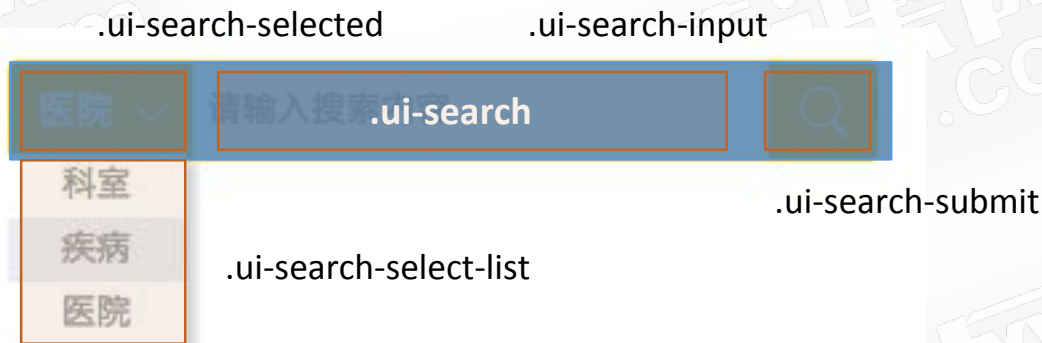 .ui-search-selected .ui-search-input
医院 请输入搜索内容 .ui-search
科室
.ui-search-submit
疾病
.ui-search-select-list
医院
.CO